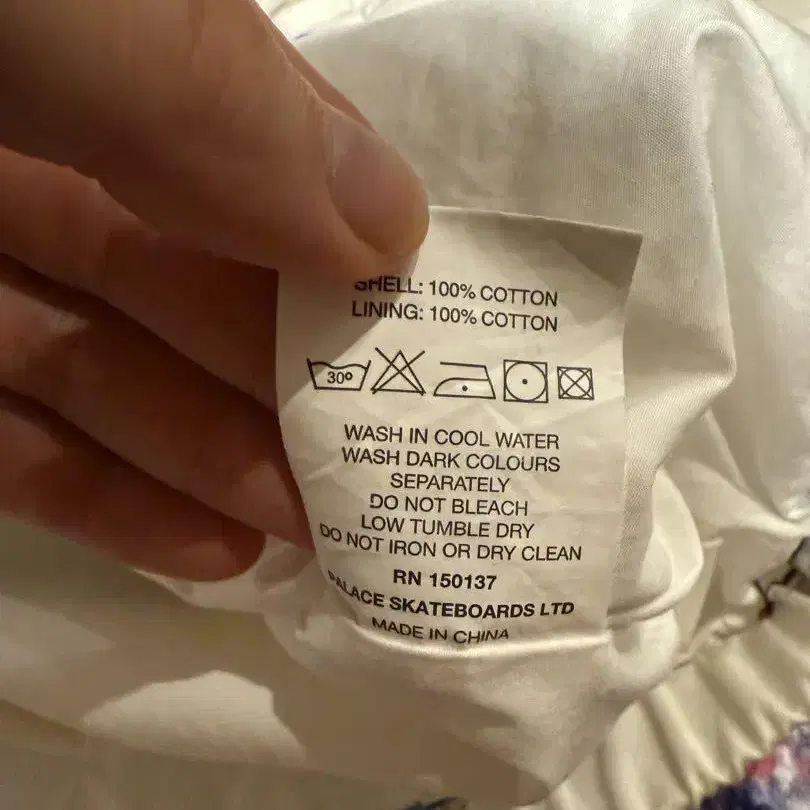 SHELL: 100% COTTON
LINING: 100% COTTON
30º
WASH IN COOL WATER
WASH DARK COLOURS
SEPARATELY
DO NOT BLEACH
LOW TUMBLE DRY
DO NOT IRON OR DRY CLEAN
RN 150137
PALACE SKATEBOARDS LTD
MADE IN CHINA